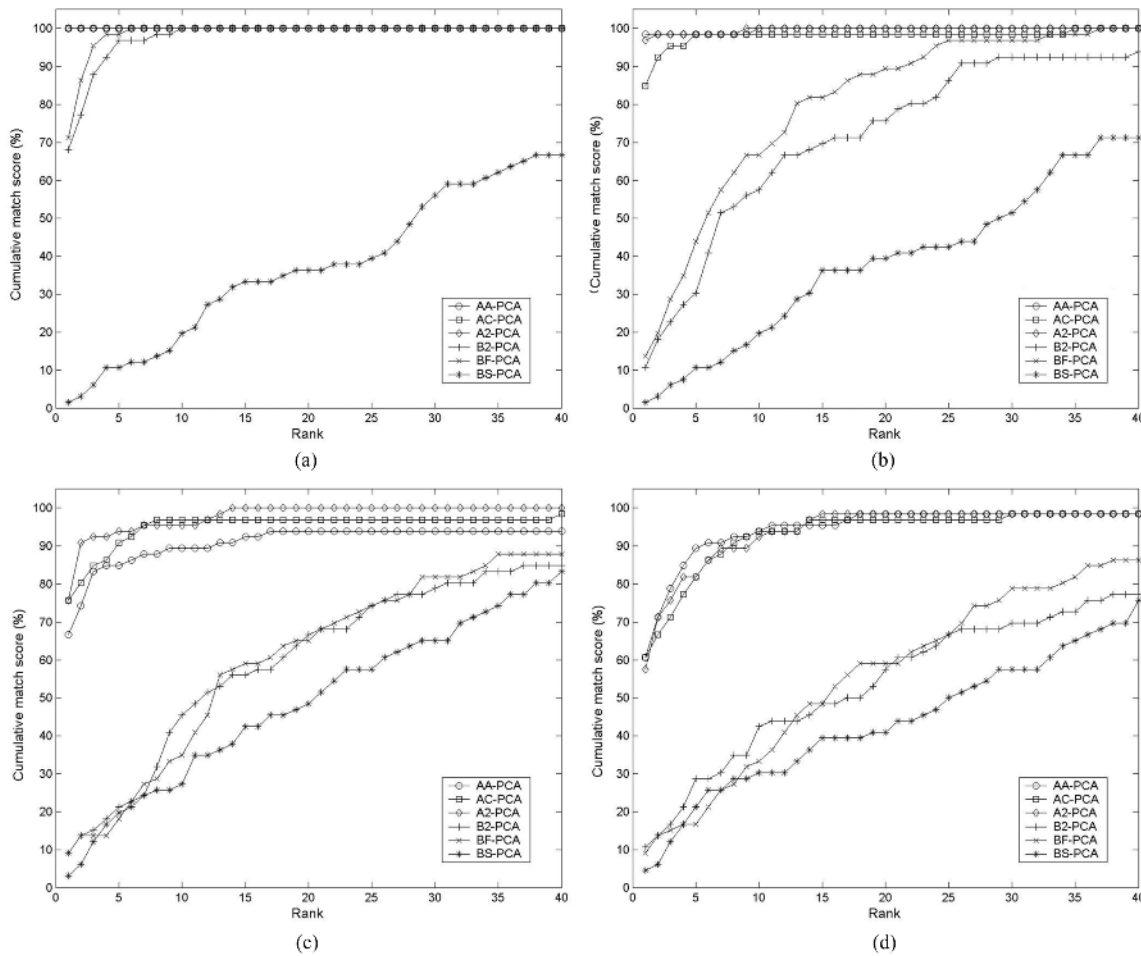 100
90
80
70
60
50
40
30
20
10
0
Cumulative match score (%)
AA-PCA
AC-PCA
A2-PCA
B2-PCA
BF-PCA
BS-PCA
0 5 10 15 20 25 30 35 40
Rank
(a)
100
90
80
70
60
50
40
30
20
10
0
(Cumulative match score (%)
AA-PCA
AC-PCA
A2-PCA
B2-PCA
BF-PCA
BS-PCA
0 5 10 15 20 25 30 35 40
Rank
(b)
100
90
80
70
60
50
40
30
20
10
0
Cumulative match score (%)
AA-PCA
AC-PCA
A2-PCA
B2-PCA
BF-PCA
BS-PCA
0 5 10 15 20 25 30 35 40
Rank
(c)
100
90
80
70
60
50
40
30
20
10
0
Cumulative match score (%)
AA-PCA
AC-PCA
A2-PCA
B2-PCA
BF-PCA
BS-PCA
0 5 10 15 20 25 30 35 40
Rank
(d)